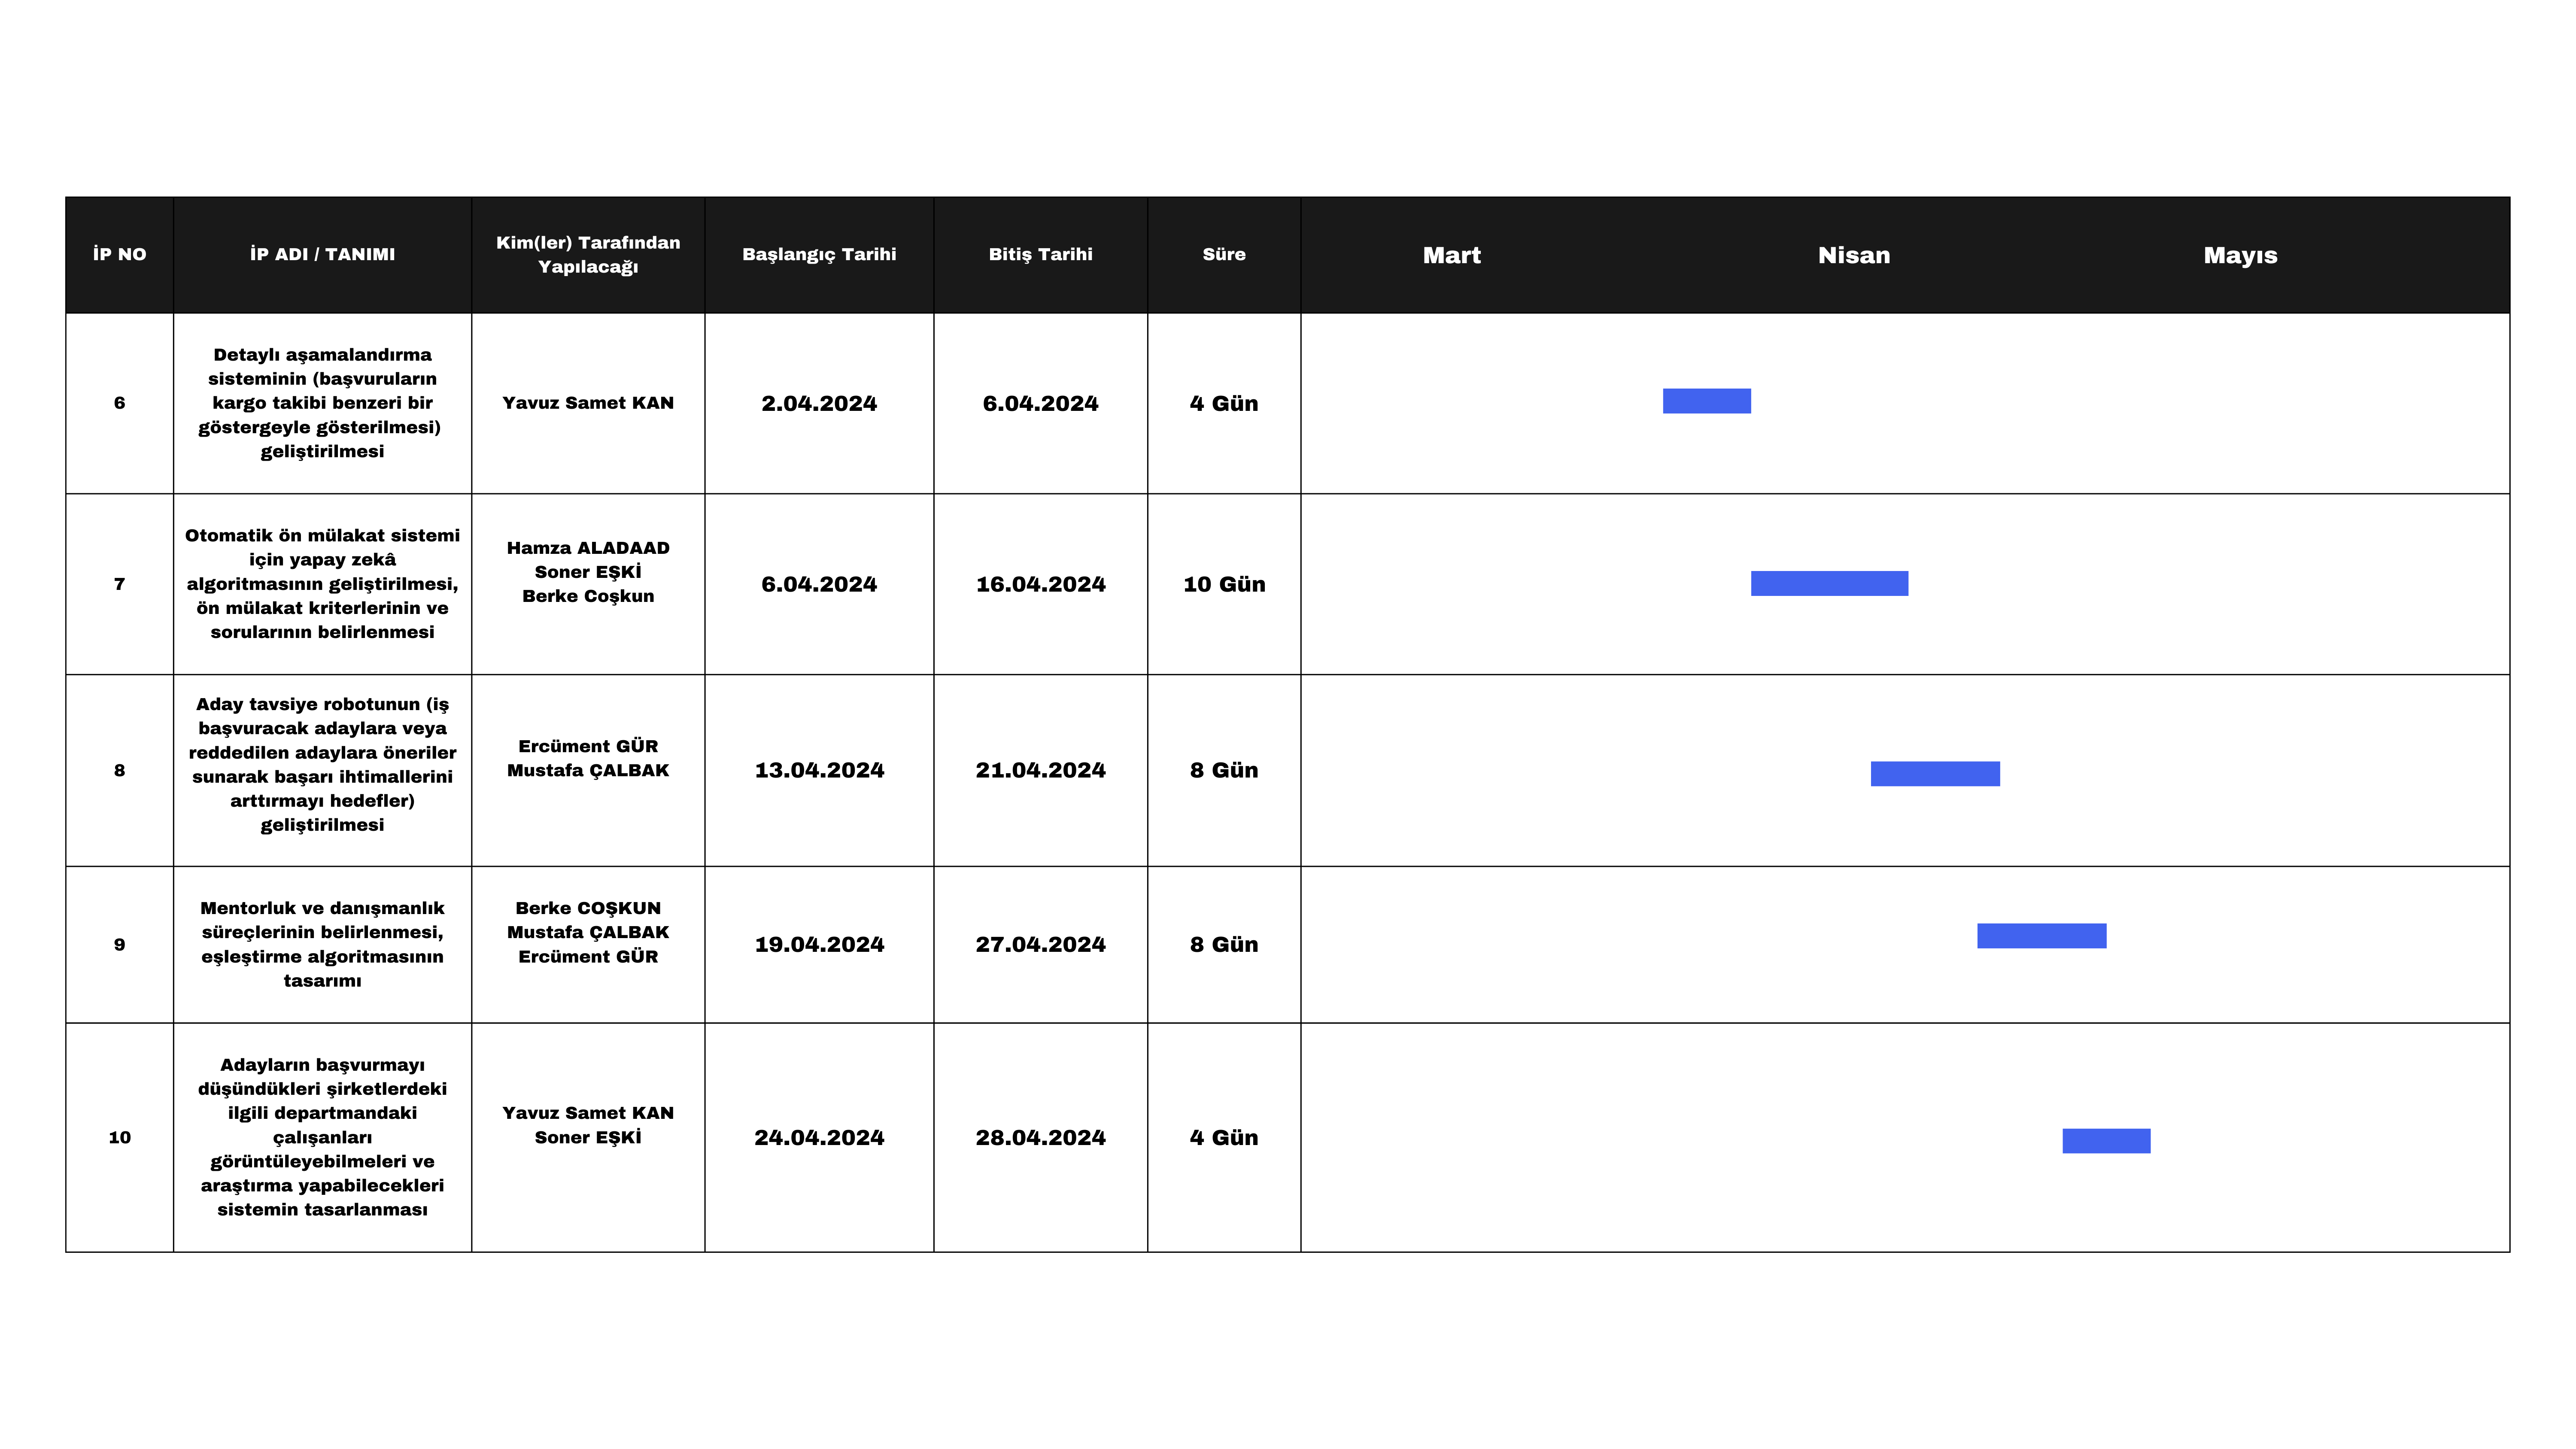 İP NO
İP ADI / TANIMI
Kim(ler) Tarafından
Yapılacağı
Başlangıç Tarihi
Bitiş Tarihi
Süre
Mart
Nisan
Mayıs
6
Detaylı aşamalandırma
sisteminin (başvuruların
kargo takibi benzeri bir
göstergeyle gösterilmesi)
geliştirilmesi
Yavuz Samet KAN
2.04.2024
6.04.2024
4 Gün
7
Otomatik ön mülakat sistemi
için yapay zekâ
algoritmasının geliştirilmesi,
ön mülakat kriterlerinin ve
sorularının belirlenmesi
Hamza ALADAAD
Soner EŞKİ
Berke Coşkun
6.04.2024
16.04.2024
10 Gün
8
Aday tavsiye robotunun (iş
başvuracak adaylara veya
reddedilen adaylara öneriler
sunarak başarı ihtimallerini
arttırmayı hedefler)
geliştirilmesi
Ercüment GÜR
Mustafa ÇALBAK
13.04.2024
21.04.2024
8 Gün
9
Mentorluk ve danışmanlık
süreçlerinin belirlenmesi,
eşleştirme algoritmasının
tasarımı
Berke COŞKUN
Mustafa ÇALBAK
Ercüment GÜR
19.04.2024
27.04.2024
8 Gün
10
Adayların başvurmayı
düşündükleri şirketlerdeki
ilgili departmandaki
çalışanları
görüntüleyebilmeleri ve
araştırma yapabilecekleri
sistemin tasarlanması
Yavuz Samet KAN
Soner EŞKİ
24.04.2024
28.04.2024
4 Gün